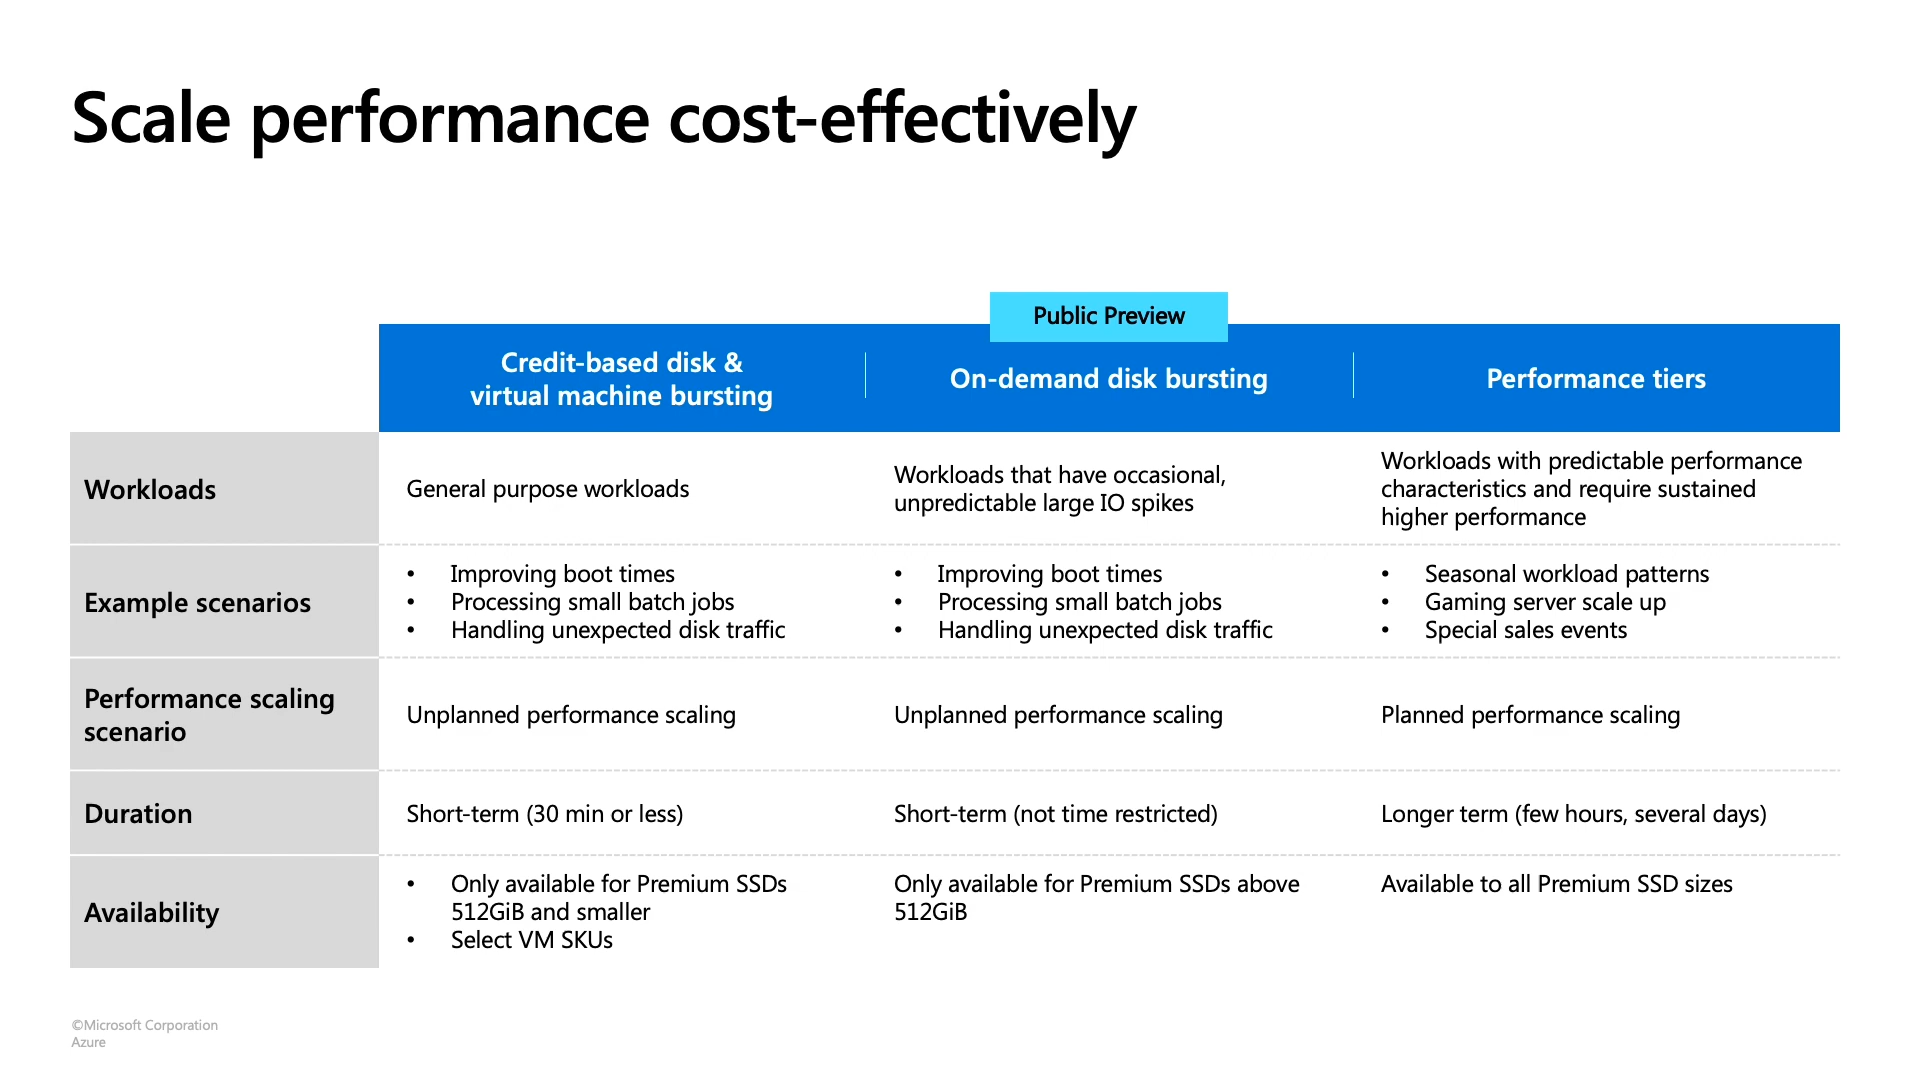 Scale performance cost-effectively
Public Preview
Credit-based disk &
virtual machine bursting
On-demand disk bursting
Performance tiers
Workloads
General purpose workloads
Workloads that have occasional,
unpredictable large IO spikes
Workloads with predictable performance
characteristics and require sustained
higher performance
Example scenarios
• Improving boot times
• Processing small batch jobs
• Handling unexpected disk traffic
• Improving boot times
• Processing small batch jobs
• Handling unexpected disk traffic
• Seasonal workload patterns
• Gaming server scale up
• Special sales events
Performance scaling
scenario
Unplanned performance scaling
Unplanned performance scaling
Planned performance scaling
Duration
Short-term (30 min or less)
Short-term (not time restricted)
Longer term (few hours, several days)
Availability
• Only available for Premium SSDs
512GiB and smaller
• Select VM SKUs
Only available for Premium SSDs above
512GiB
Available to all Premium SSD sizes
©Microsoft Corporation
Azure